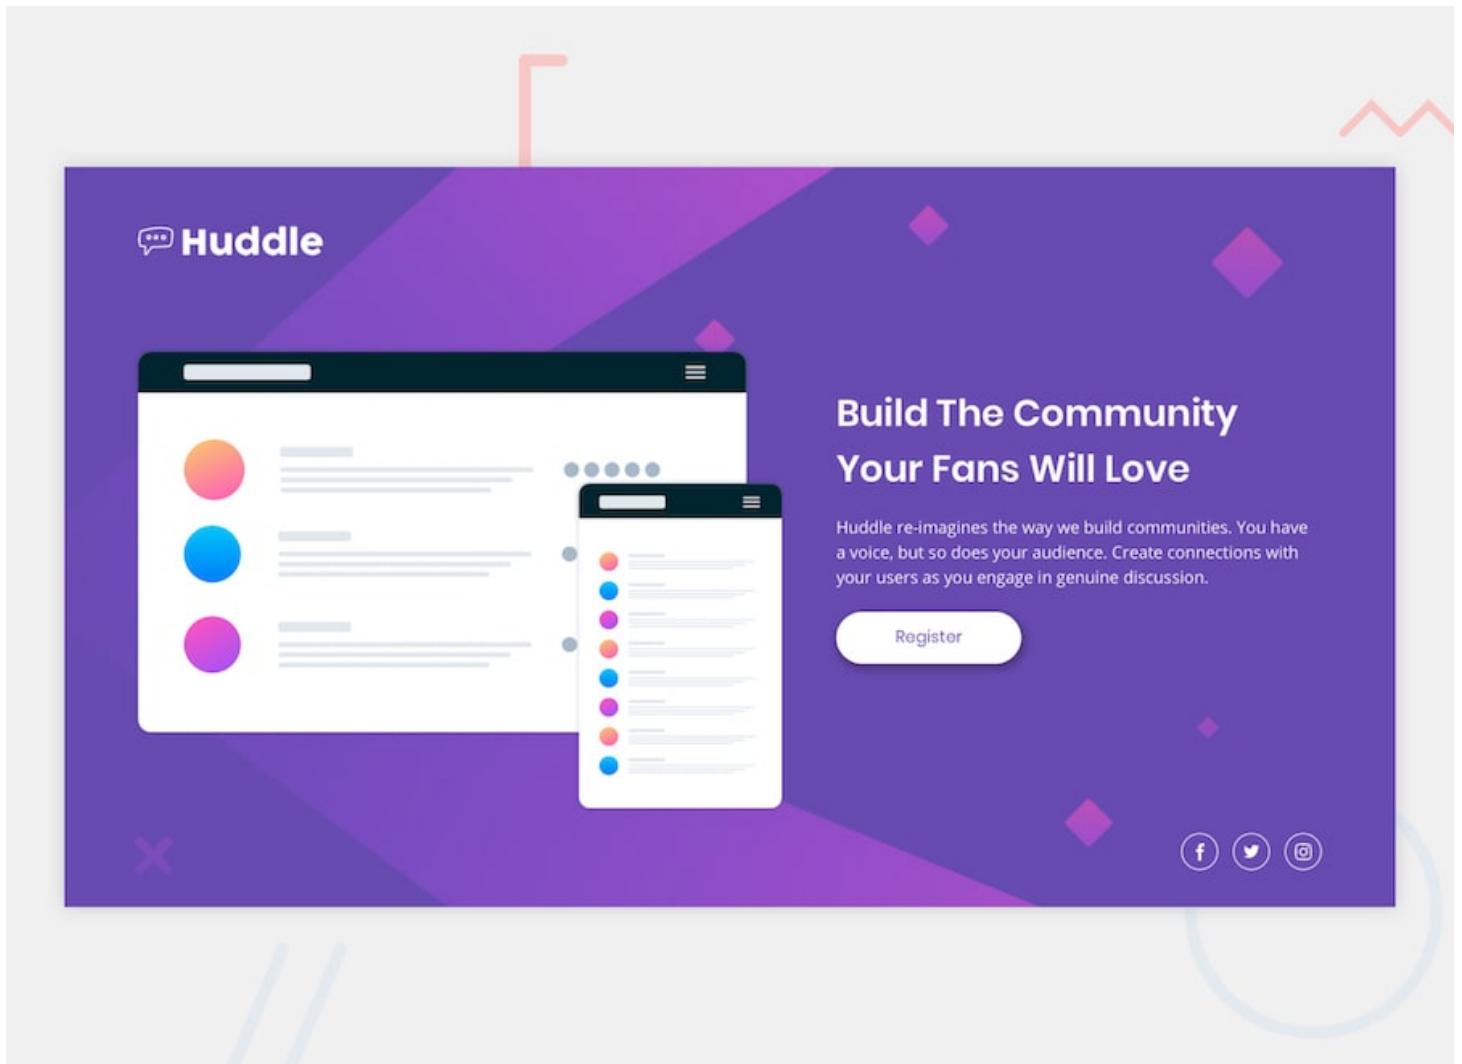 Huddle
Build The Community
Your Fans Will Love
Huddle re-imagines the way we build communities. You have
a voice, but so does your audience. Create connections with
your users as you engage in genuine discussion.
Register